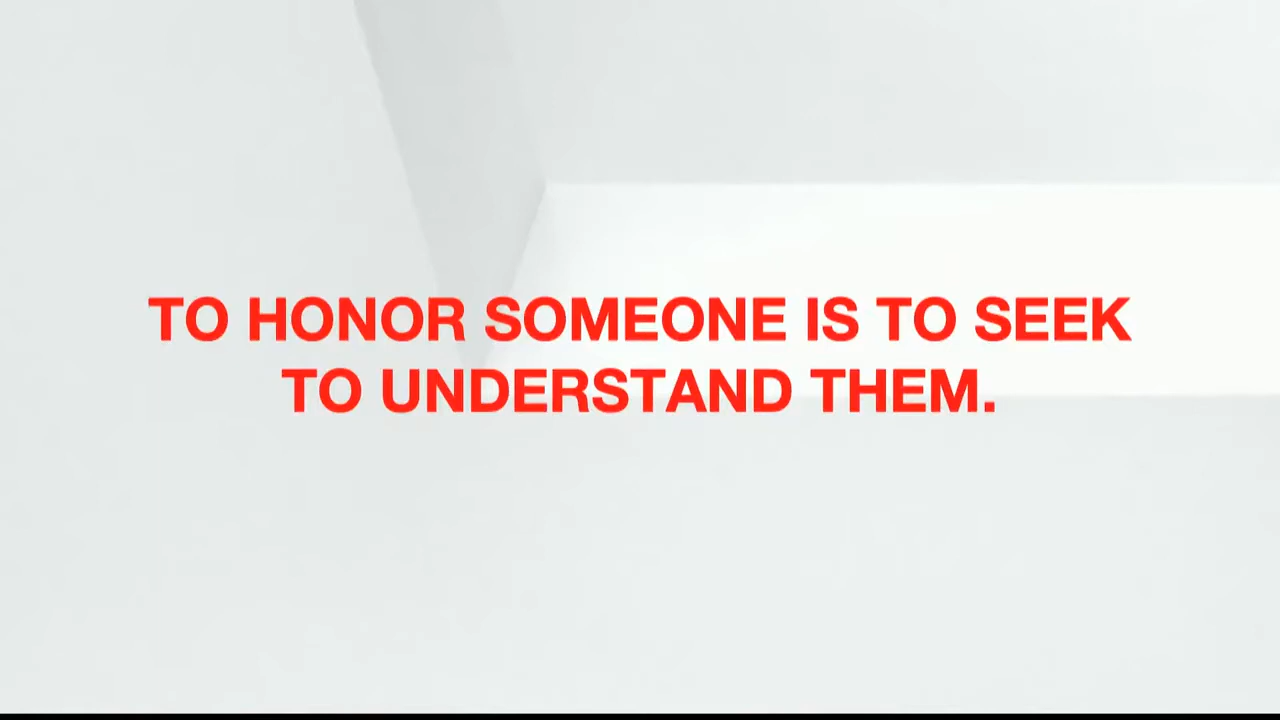 TO HONOR SOMEONE IS TO SEEK
TO UNDERSTAND THEM.